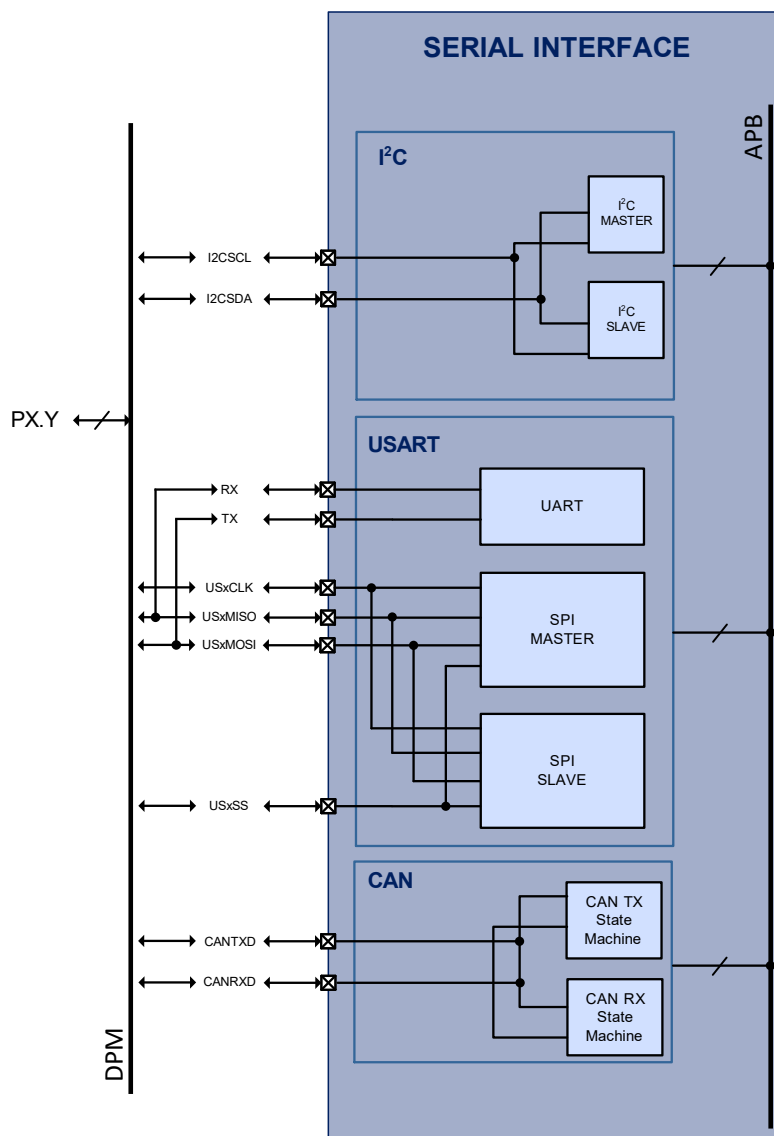 SERIAL INTERFACE
APB
I²C
I²C
MASTER
I2CSCL
I2CSDA
I²C
SLAVE
PX.Y
USART
RX
UART
TX
USxCLK
USxMISO
SPI
MASTER
USxMOSI
SPI
SLAVE
USxSS
CAN
CAN TX
State
Machine
CANTXD
CANRXD
CAN RX
State
Machine
DPM